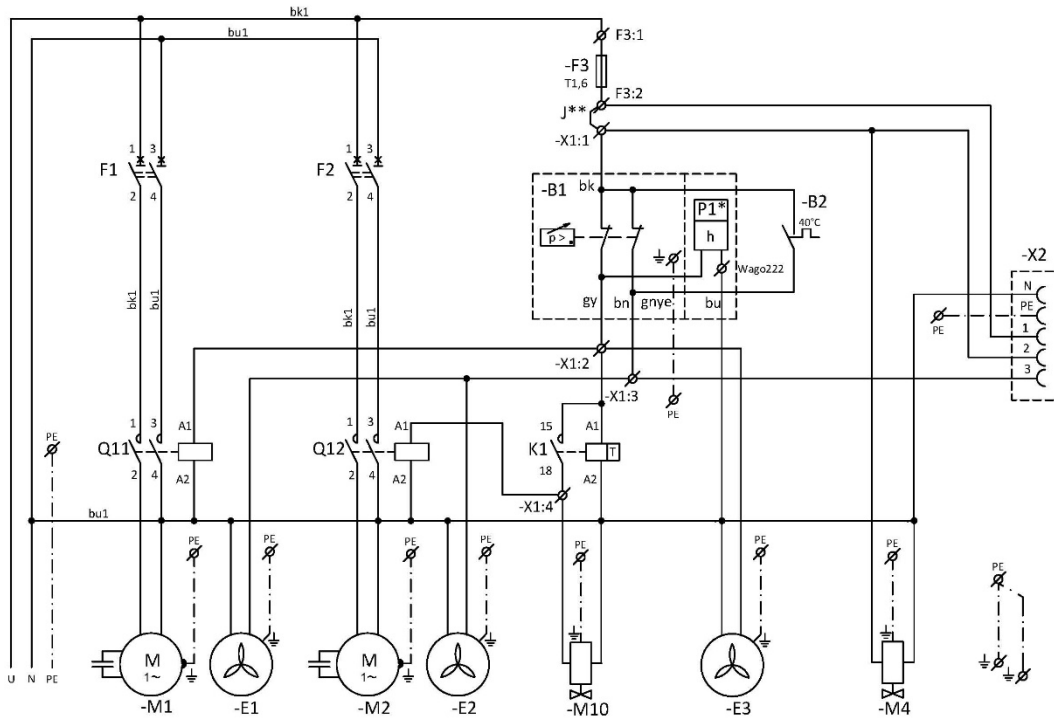 bk1
bu1
F3:1
-F3
T1,6
F3:2
J**
-X1:1
1 3
F1
2 4
1 3
F2
2 4
-B1
bk
P1*
h
-B2
40°C
p >
Wago222
-X2
N
PE
1
2
3
PE
bk1
bu1
bk1
bu1
gy
bn
gnye
bu
-X1:2
-X1:3
PE
PE
1 3
Q11
2 4
A1
A2
1 3
Q12
2 4
A1
A2
15
K1
18
A1
T
A2
-X1:4
bu1
PE
PE
PE
PE
PE
PE
PE
PE
U N PE
M
1~
M
1~
-M1
-E1
-M2
-E2
-M10
-E3
-M4